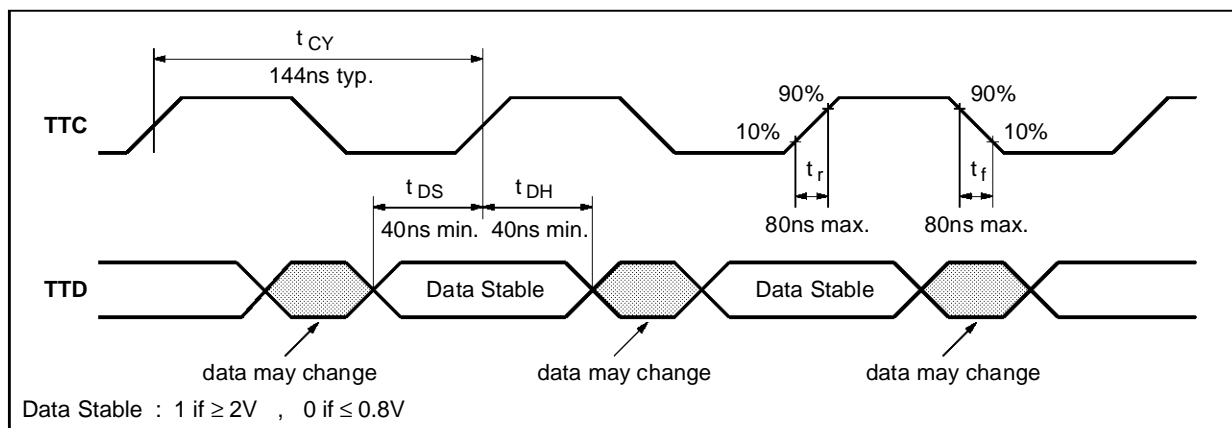 t CY
144ns typ.
TTC
90%
10%
90%
10%
t r
t f
80ns max.
80ns max.
t DS
t DH
40ns min.
40ns min.
TTD
Data Stable
Data Stable
data may change
data may change
data may change
Data Stable : 1 if ≥ 2V , 0 if ≤ 0.8V